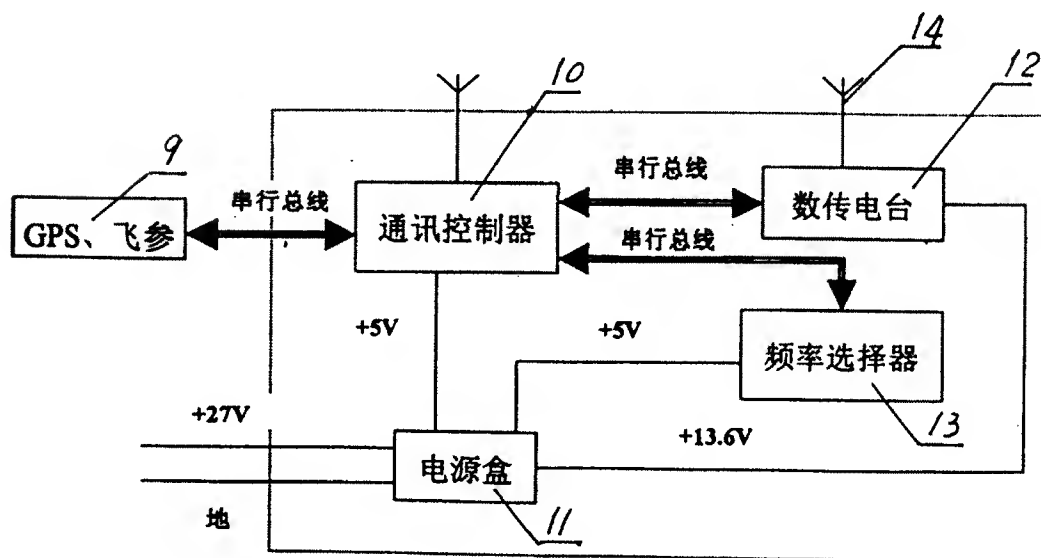 14
10
12
9
串行总线
数传电台
串行总线
GPS、飞参
通讯控制器
串行总线
+5V
+5V
频率选择器
+27V
+13.6V
13
电源盒
地
11